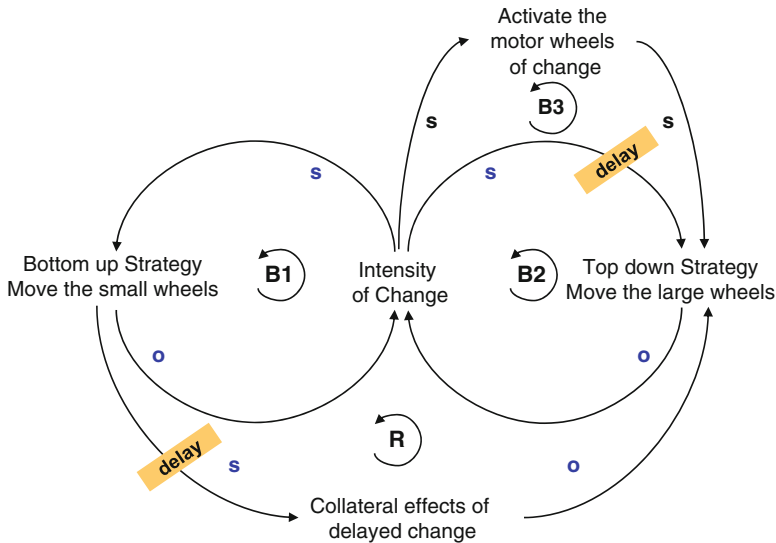 Activate the
motor wheels
of change
B3
s
s
delay
s
s
Bottom up Strategy
Move the small wheels
B1
Intensity
of Change
B2
Top down Strategy
Move the large wheels
o
o
R
delay
s
o
Collateral effects of
delayed change